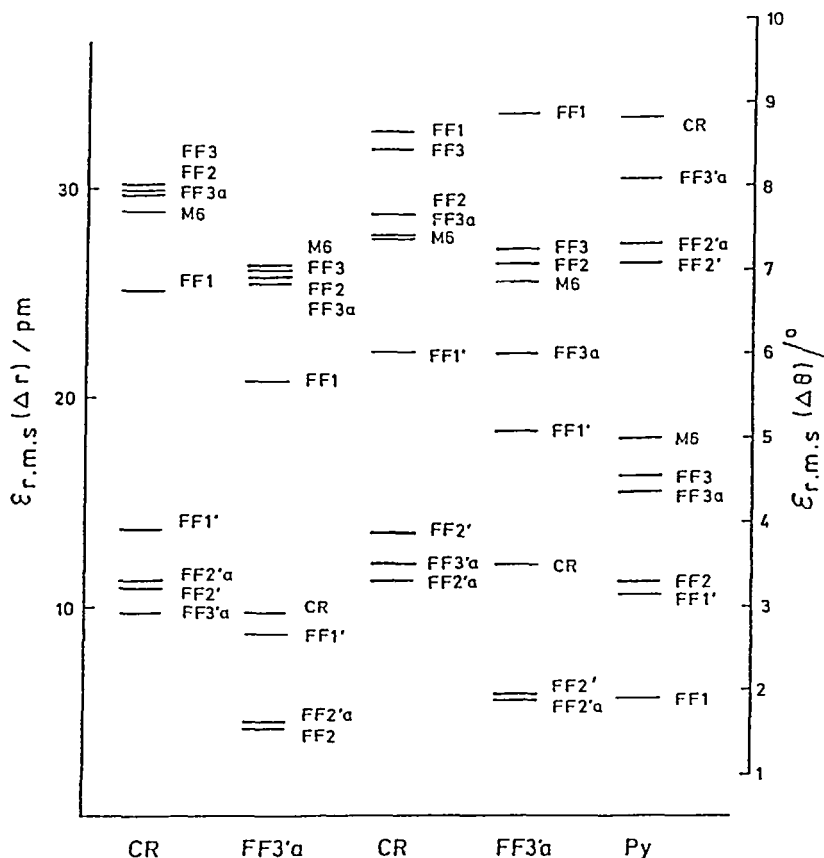 ε r.m.s (Δr) / pm
30
20
10
FF3
FF2
FF3a
M6
FF1
FF1'
FF2'a
FF2'
FF3'a
CR
M6
FF3
FF2
FF3a
FF1
CR
FF1'
FF2'a
FF2
FF3'a
FF1
FF3
FF2
FF3a
M6
FF1'
FF2'
FF3'a
FF2'a
CR
FF1
FF3
FF2
M6
FF3a
FF1'
CR
FF2'
FF2'a
FF3'a
CR
FF3'a
FF2'a
FF2'
M6
FF3
FF3a
FF2
FF1'
FF1
Py
10
9
8
7
6
5
4
3
2
1
ε r.m.s (Δθ) /°